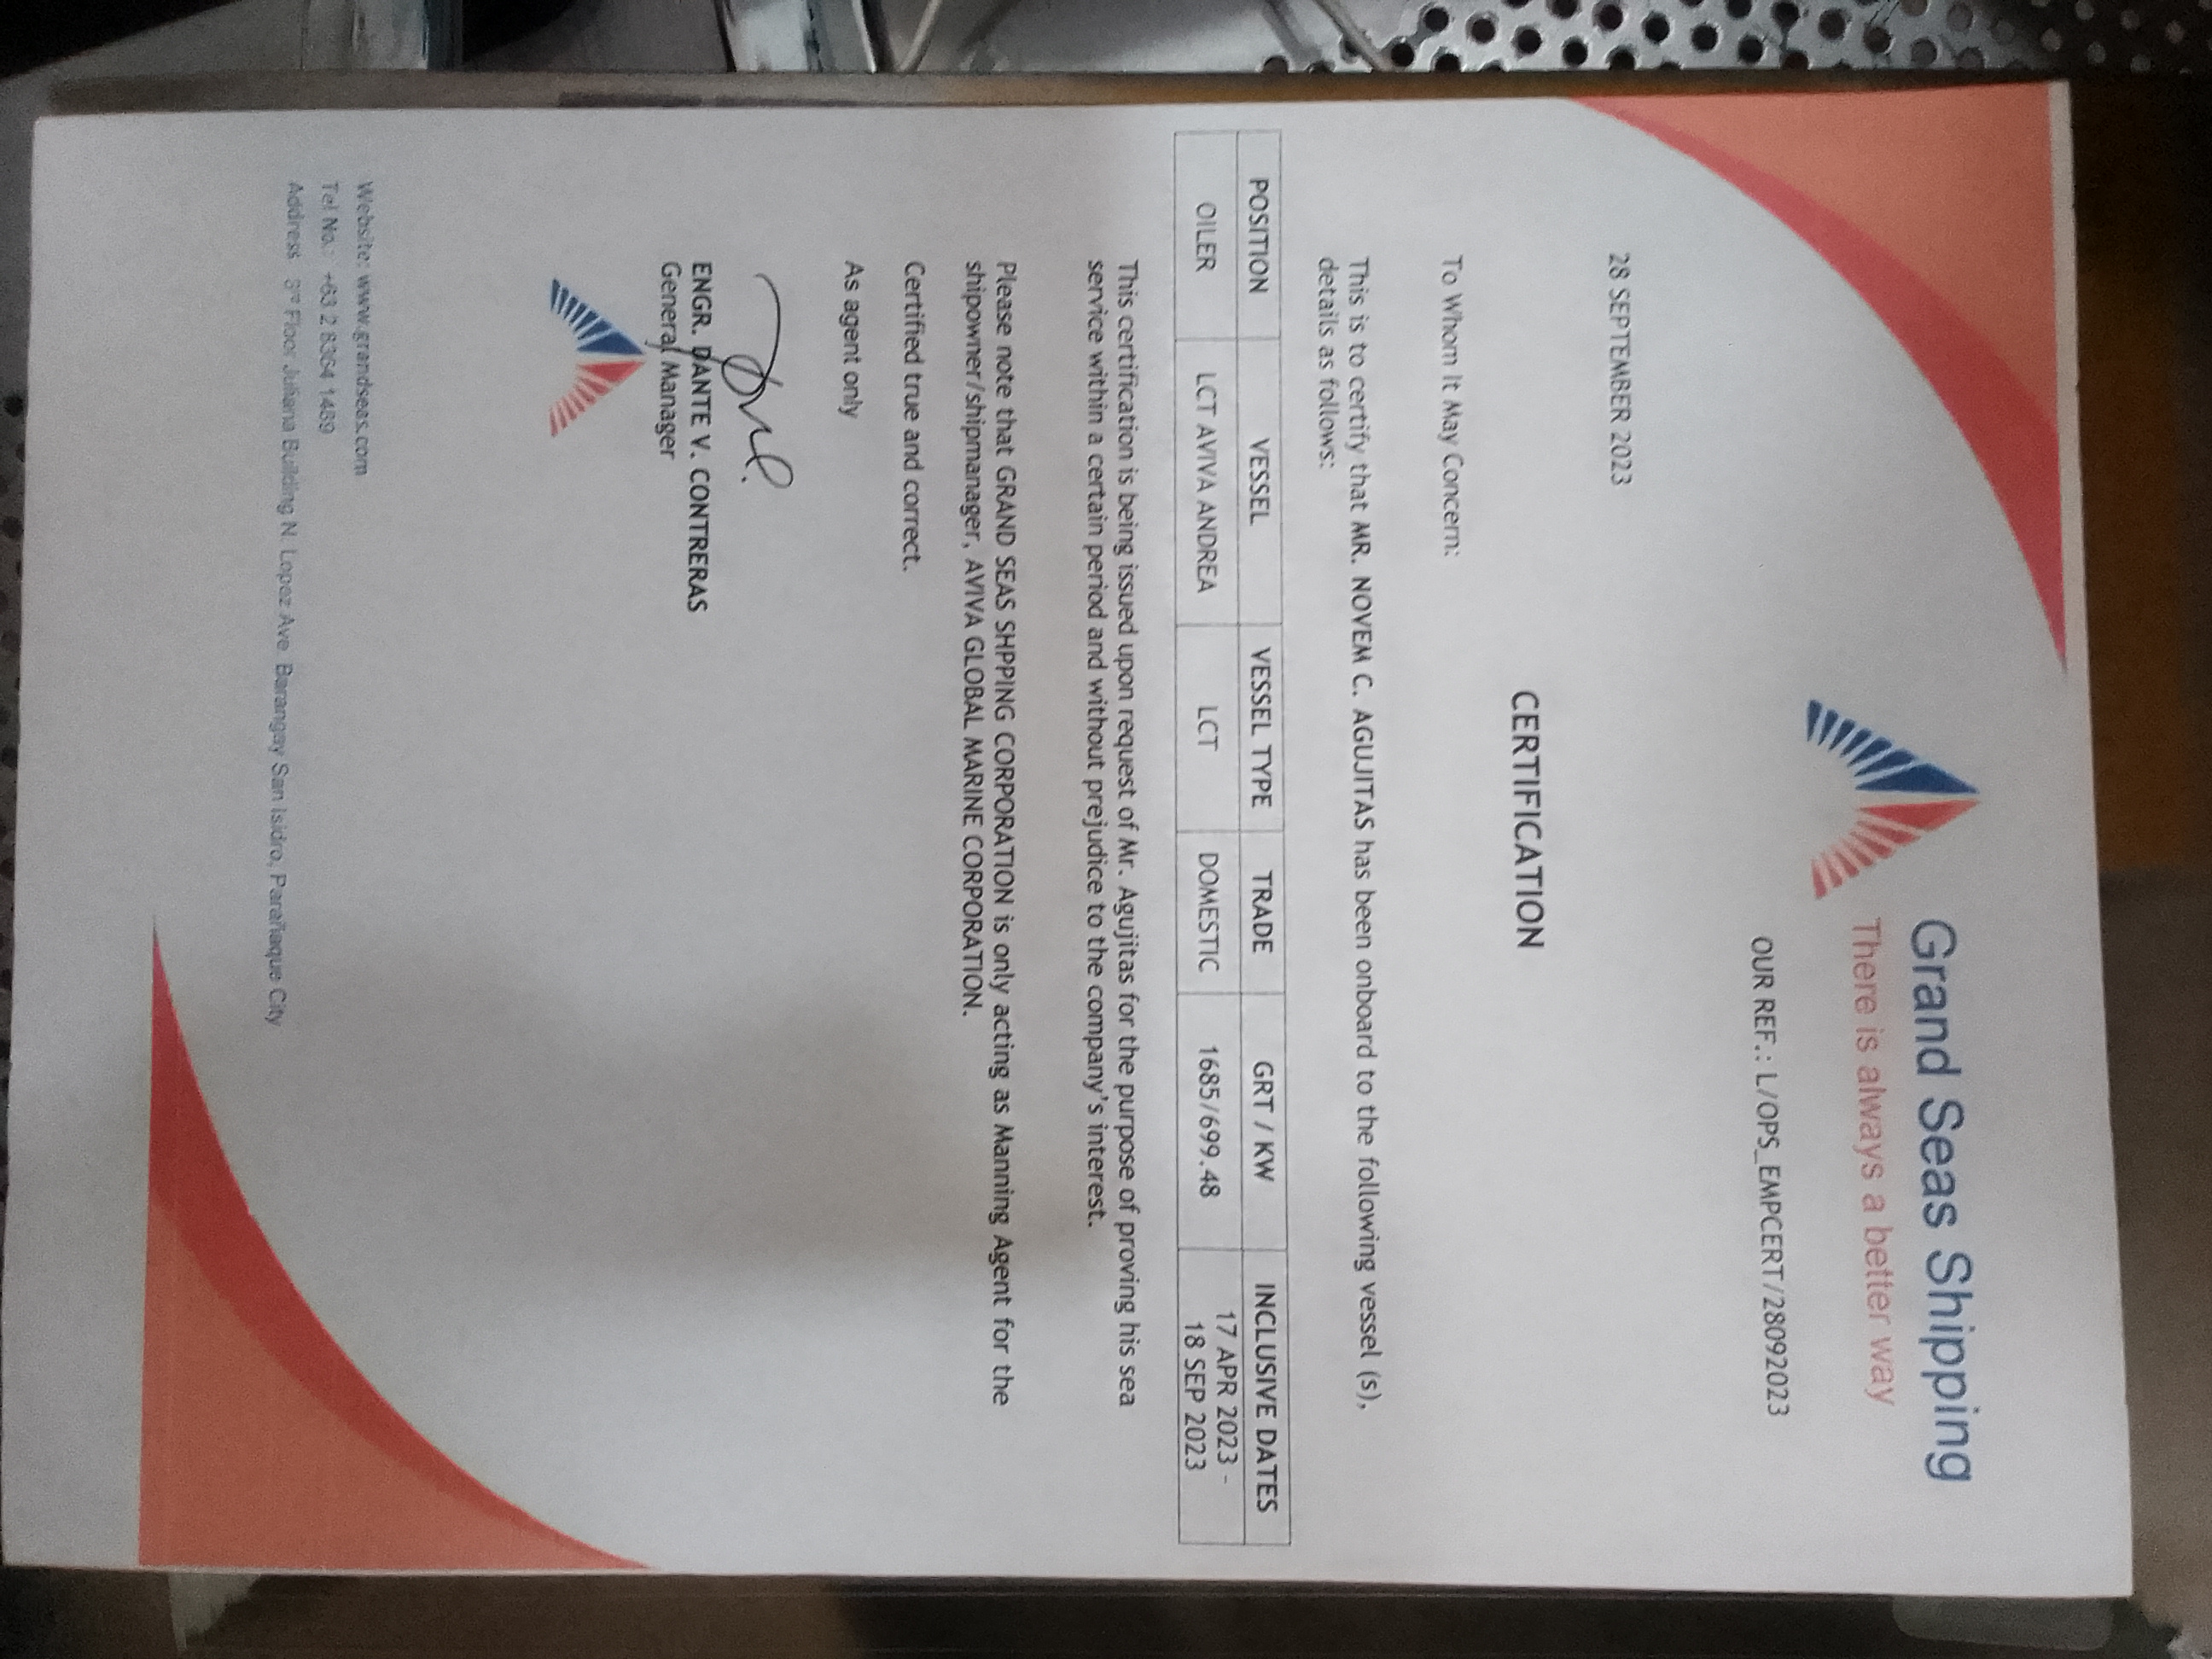 Grand Seas Shipping
There is always a better way
OUR REF.: L/OPS_EMPCERT/28092023
28 SEPTEMBER 2023
CERTIFICATION
To Whom It May Concern:
This is to certify that MR. NOVEM C. AGUJITAS has been onboard to the following vessel (s),
details as follows:
POSITION VESSEL VESSEL TYPE TRADE GRT / KW INCLUSIVE DATES
OILER LCT AVIVA ANDREA LCT DOMESTIC 1685/699.48 17 APR 2023 -
18 SEP 2023
This certification is being issued upon request of Mr. Agujitas for the purpose of proving his sea
service within a certain period and without prejudice to the company's interest.
Please note that GRAND SEAS SHPPING CORPORATION is only acting as Manning Agent for the
shipowner/shipmanager, AVIVA GLOBAL MARINE CORPORATION.
Certified true and correct.
As agent only
ENGR. DANTE V. CONTRERAS
General Manager
Website: www.grandseas.com
Tel No.: +63 2 8354 1489
Address: 3rd Floor Juliana Building N. Lopez Ave. Barangay San Isidro, Parañaque City